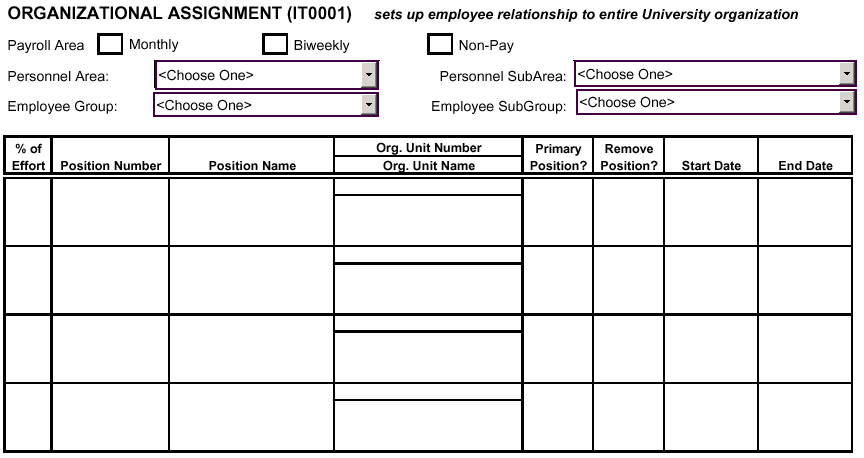 ORGANIZATIONAL ASSIGNMENT (IT0001) sets up employee relationship to entire University organization
Payroll Area Monthly Biweekly Non-Pay
Personnel Area: <Choose One> Personnel SubArea: <Choose One>
Employee Group: <Choose One> Employee SubGroup: <Choose One>
% of Org. Unit Number Primary Remove
Effort Position Number Position Name Org. Unit Name Position? Position? Start Date End Date